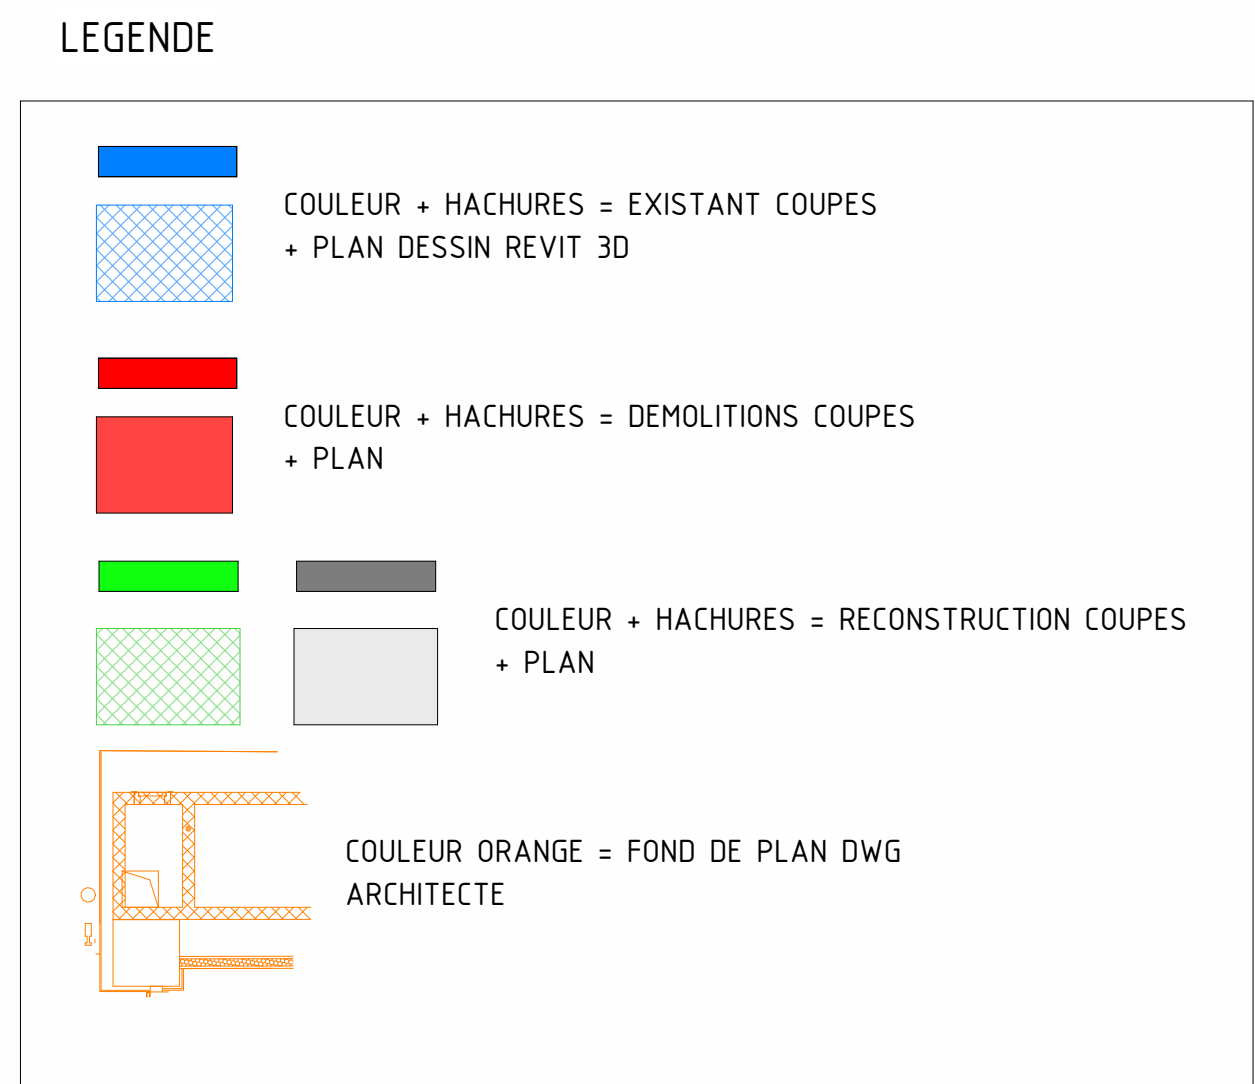 LEGENDE
COULEUR + HACHURES = EXISTANT COUPES
+ PLAN DESSIN REVIT 3D
COULEUR + HACHURES = DEMOLITIONS COUPES
+ PLAN
COULEUR + HACHURES = RECONSTRUCTION COUPES
+ PLAN
COULEUR ORANGE = FOND DE PLAN DWG
ARCHITECTE